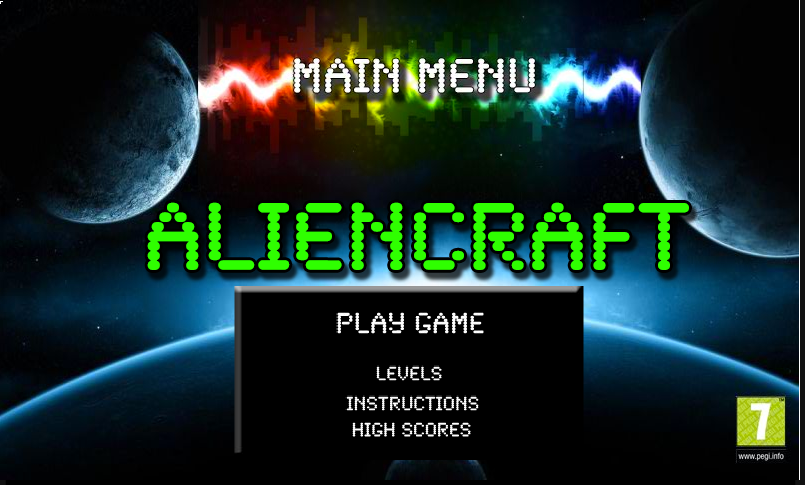 MAIN MENU
ALIENCRAFT
PLAY GAME
LEVELS
INSTRUCTIONS
HIGH SCORES
7
www.pegi.info